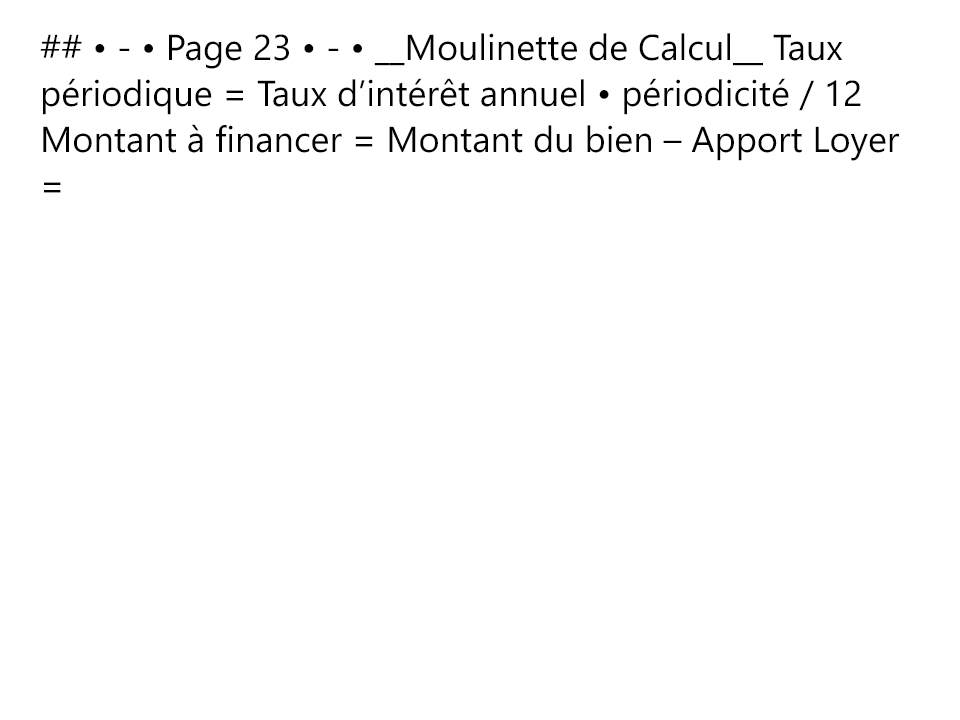 ## • - • Page 23 • - • __Moulinette de Calcul__ Taux
périodique = Taux d’intérêt annuel • périodicité / 12
Montant à financer = Montant du bien – Apport Loyer
=